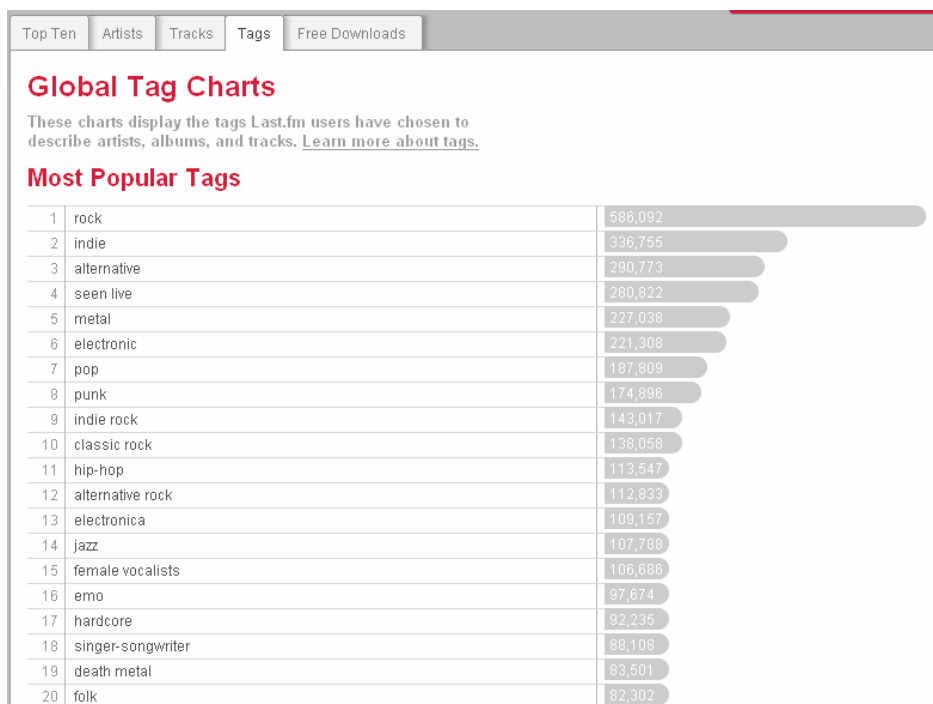 Top Ten Artists Tracks Tags Free Downloads
Global Tag Charts
These charts display the tags Last.fm users have chosen to
describe artists, albums, and tracks. Learn more about tags.
Most Popular Tags
1 rock 586,092
2 indie 336,755
3 alternative 290,773
4 seen live 280,822
5 metal 227,038
6 electronic 221,308
7 pop 187,809
8 punk 174,896
9 indie rock 143,017
10 classic rock 138,058
11 hip-hop 113,547
12 alternative rock 112,833
13 electronica 109,157
14 jazz 107,788
15 female vocalists 106,686
16 emo 97,674
17 hardcore 92,235
18 singer-songwriter 88,108
19 death metal 83,501
20 folk 82,302